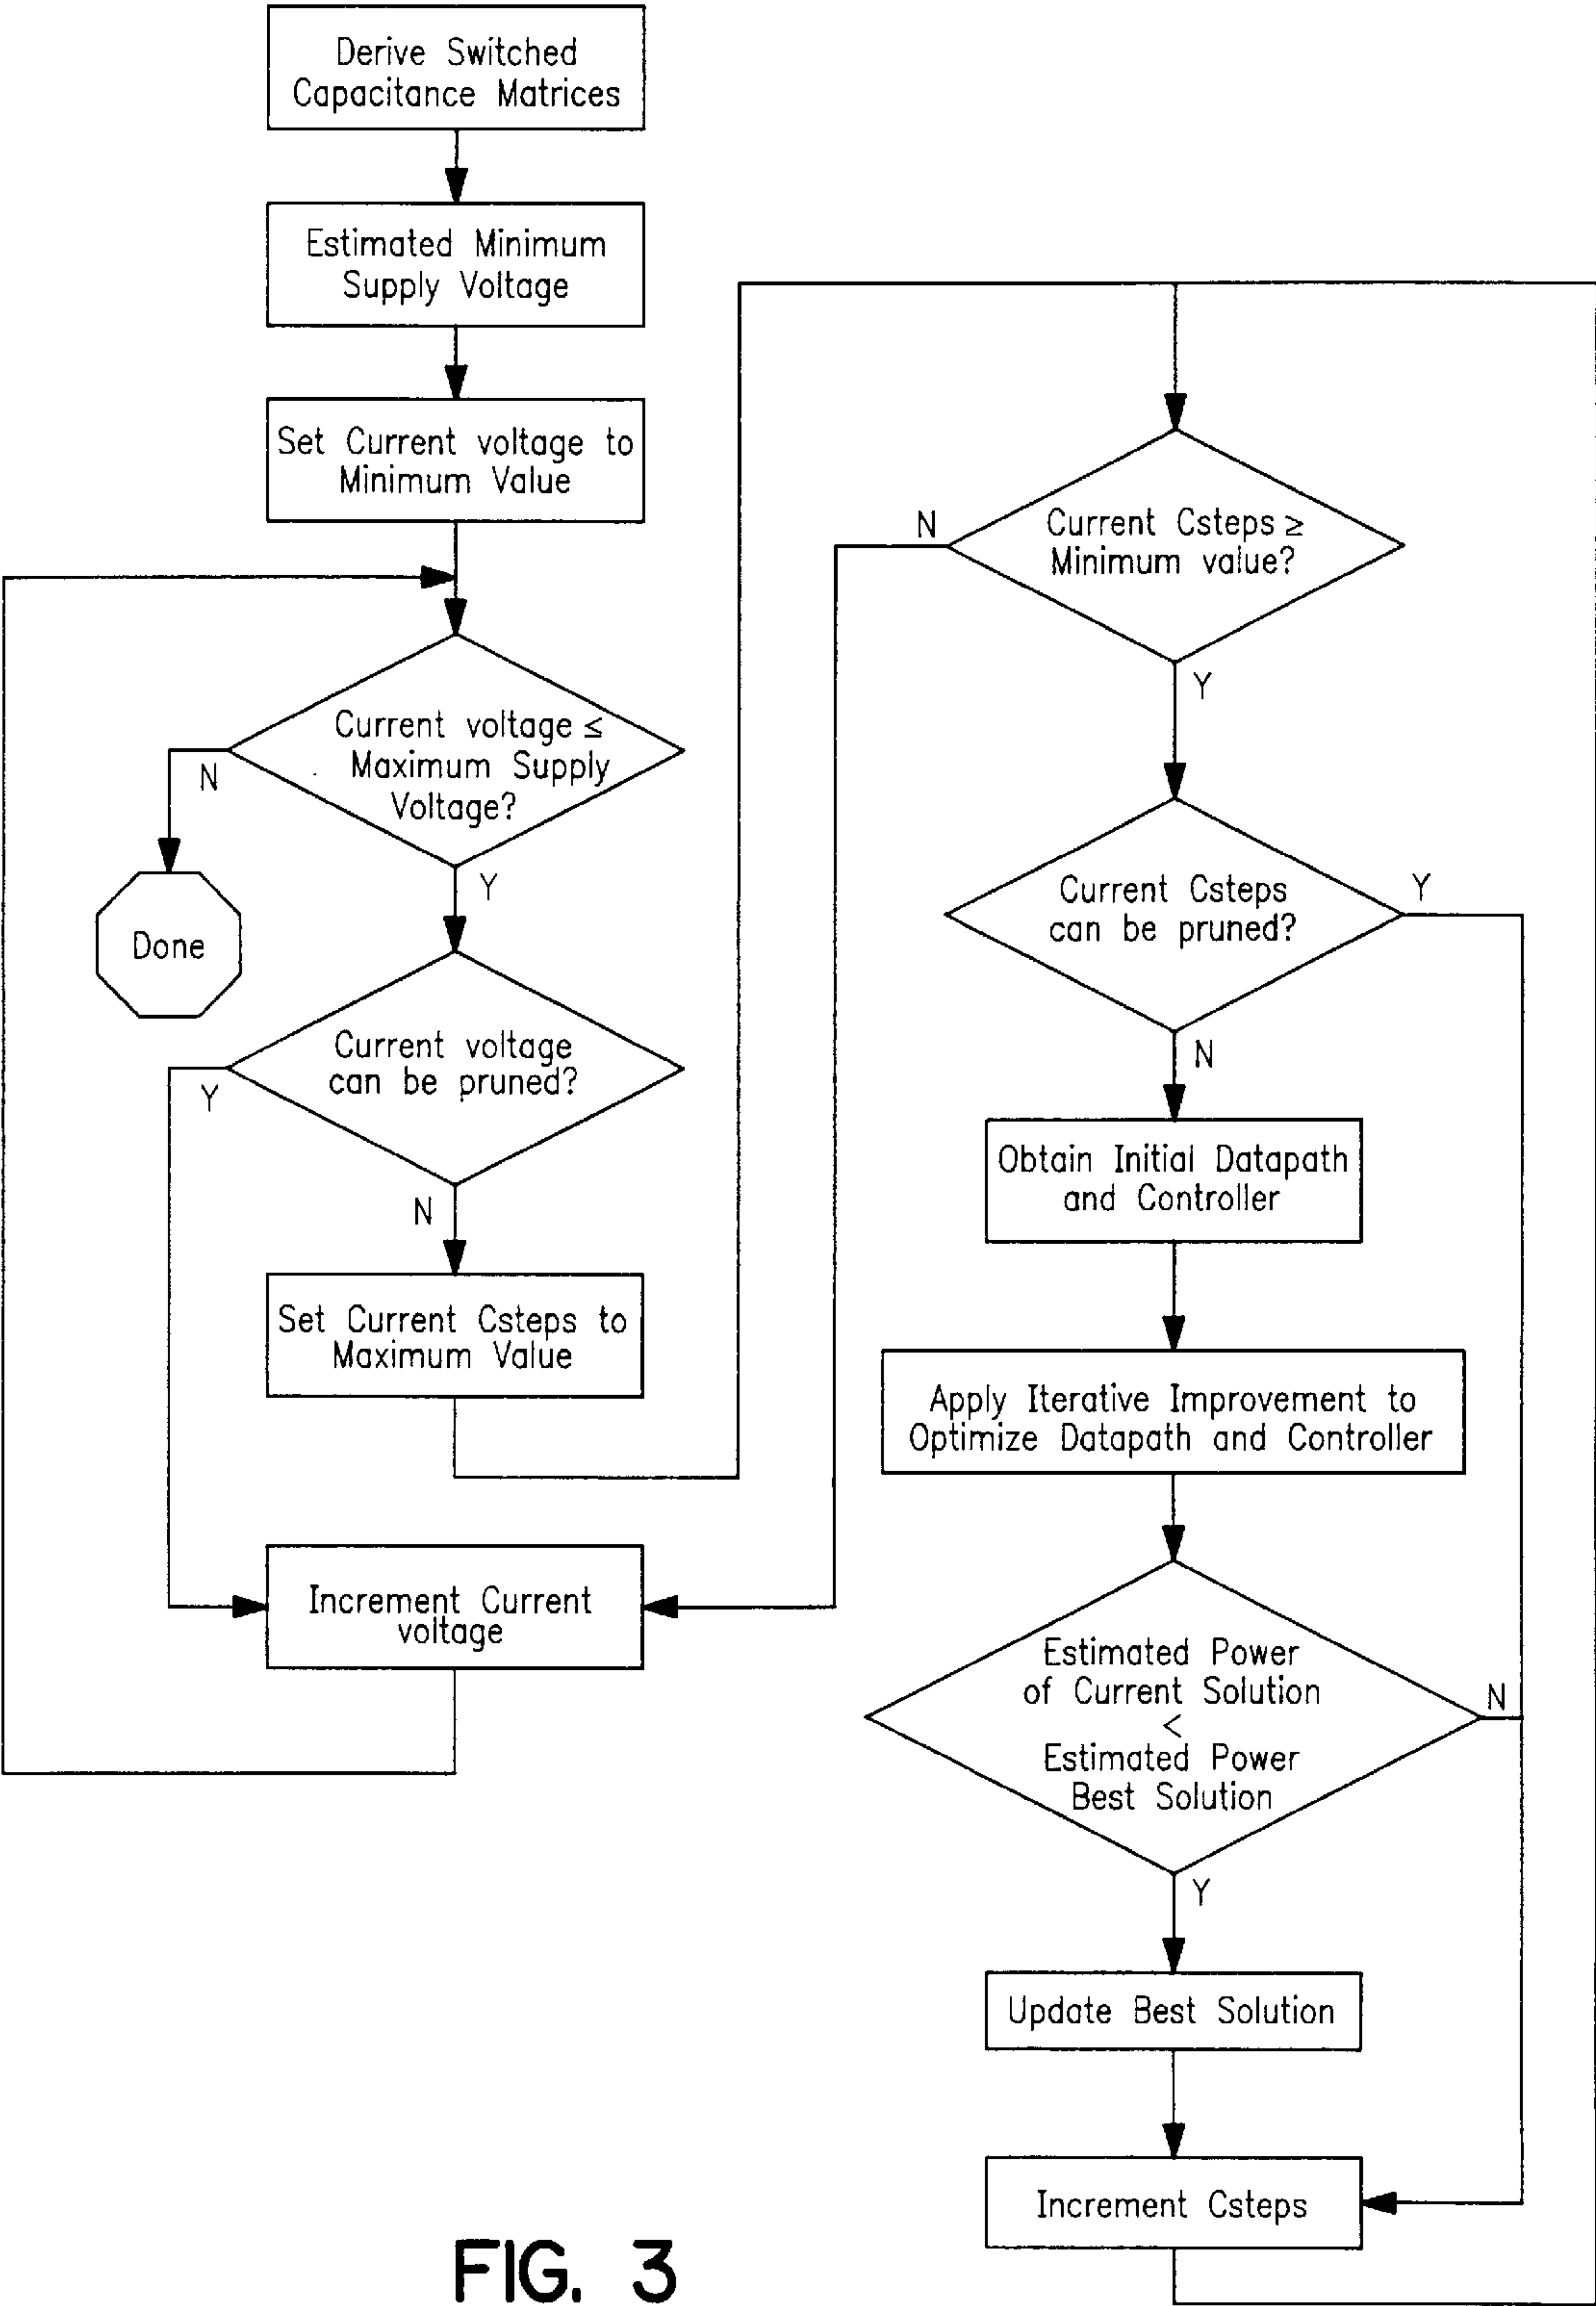 Derive Switched
Capacitance Matrices
Estimated Minimum
Supply Voltage
Set Current voltage to
Minimum Value
Current voltage ≤
Maximum Supply
Voltage?
N
Y
Done
Current voltage
can be pruned?
Y
N
Set Current Csteps to
Maximum Value
Increment Current
voltage
Current Csteps ≥
Minimum value?
N
Y
Current Csteps
can be pruned?
Y
N
Obtain Initial Datapath
and Controller
Apply Iterative Improvement to
Optimize Datapath and Controller
Estimated Power
of Current Solution
<
Estimated Power
Best Solution
N
Y
Update Best Solution
Increment Csteps
FIG. 3